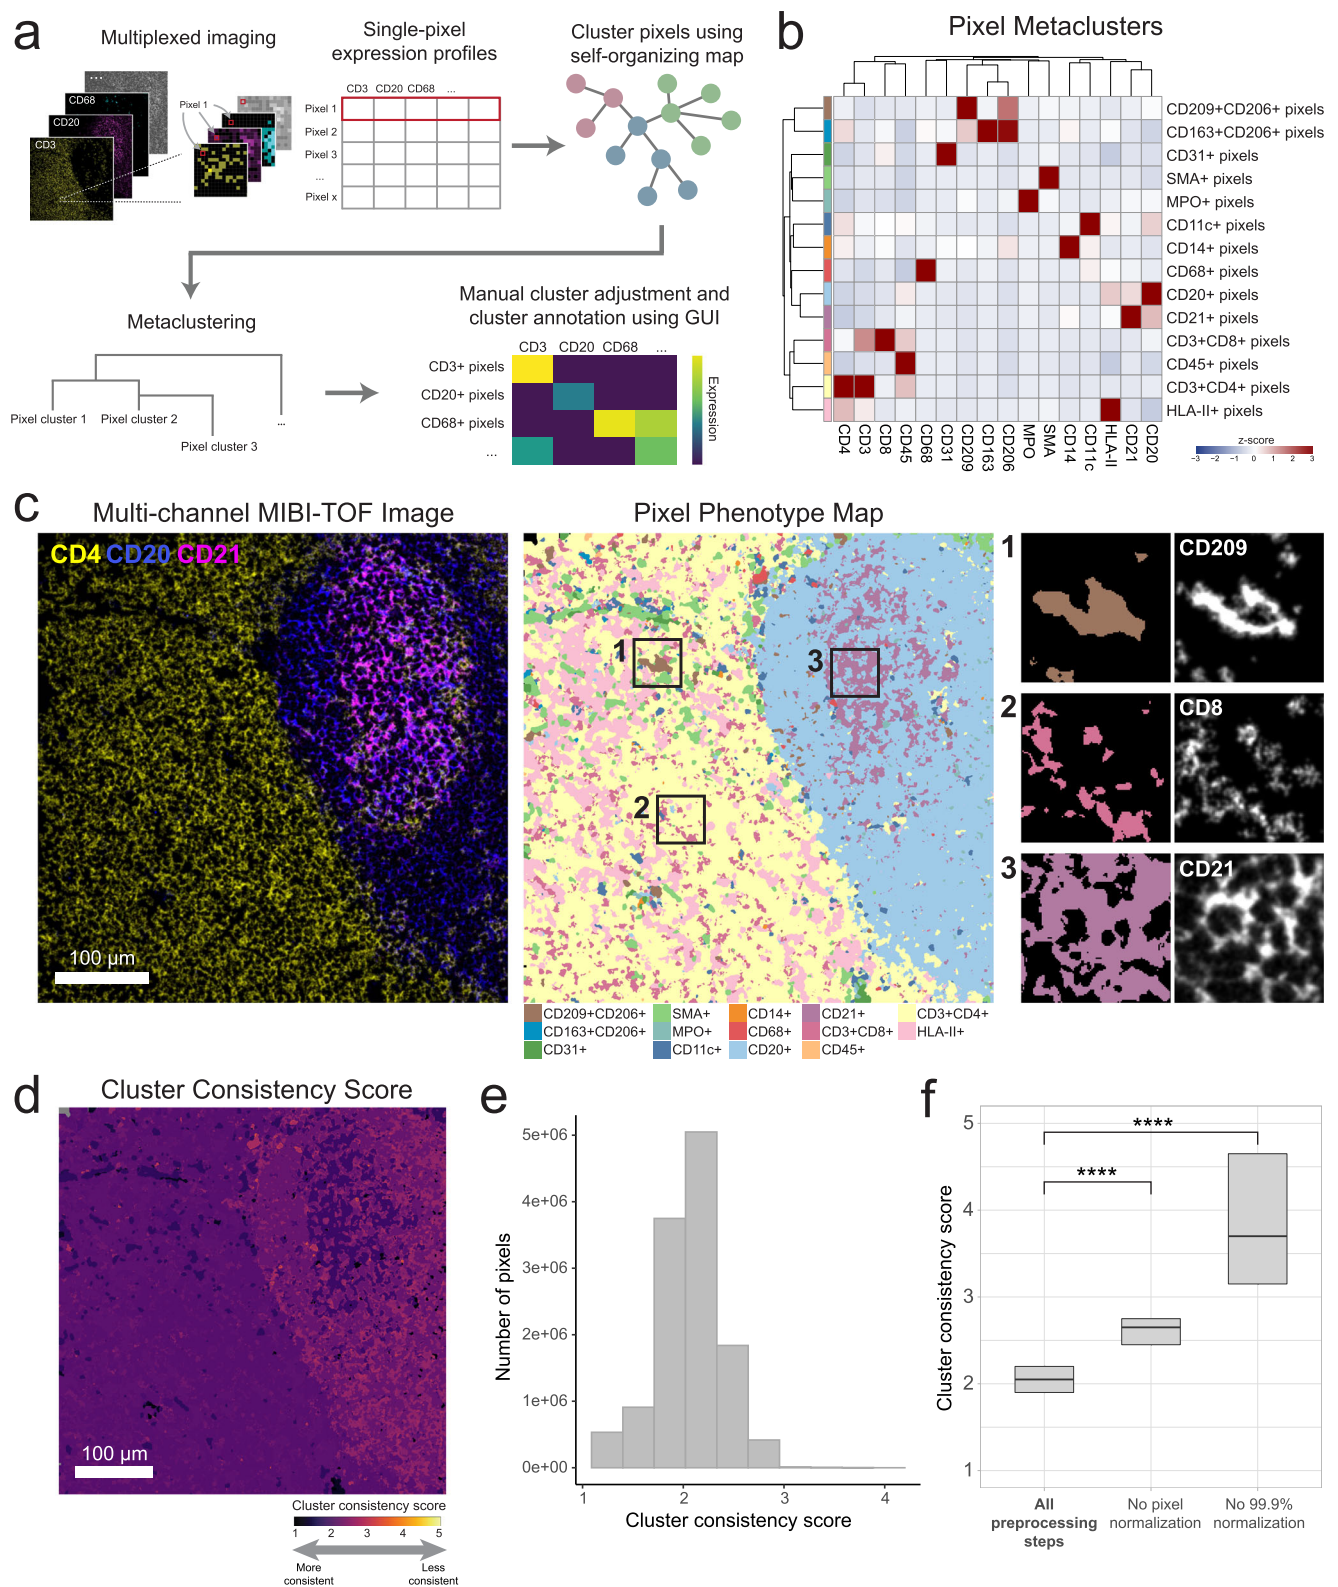 a
Multiplexed imaging
Single-pixel
expression profiles
Cluster pixels using
self-organizing map
...
CD68
CD20
CD3
Pixel 1
CD3 CD20 CD68 ...
Pixel 1
Pixel 2
Pixel 3
...
Pixel x
Metaclustering
Pixel cluster 1
Pixel cluster 2
Pixel cluster 3
...
Manual cluster adjustment and
cluster annotation using GUI
CD3 CD20 CD68 ...
CD3+ pixels
CD20+ pixels
CD68+ pixels
...
Expression
b
Pixel Metaclusters
CD209+CD206+ pixels
CD163+CD206+ pixels
CD31+ pixels
SMA+ pixels
MPO+ pixels
CD11c+ pixels
CD14+ pixels
CD68+ pixels
CD20+ pixels
CD21+ pixels
CD3+CD8+ pixels
CD45+ pixels
CD3+CD4+ pixels
HLA-II+ pixels
CD4 CD3 CD8 CD45 CD68 CD31 CD209 CD163 CD206 MPO SMA CD14 CD11c HLA-II CD21 CD20
z-score
−3 −2 −1 0 1 2 3
c
Multi-channel MIBI-TOF Image
CD4 CD20 CD21
100 µm
Pixel Phenotype Map
1
2
3
1
CD209
2
CD8
3
CD21
CD209+CD206+ SMA+ CD14+ CD21+ CD3+CD4+
CD163+CD206+ MPO+ CD68+ CD3+CD8+ HLA-II+
CD31+ CD11c+ CD20+ CD45+
d
Cluster Consistency Score
100 µm
Cluster consistency score
1 2 3 4 5
More
consistent
Less
consistent
e
Number of pixels
5e+06
4e+06
3e+06
2e+06
1e+06
0e+00
1 2 3 4
Cluster consistency score
f
Cluster consistency score
5
4
3
2
1
****
****
All
preprocessing
steps
No pixel
normalization
No 99.9%
normalization